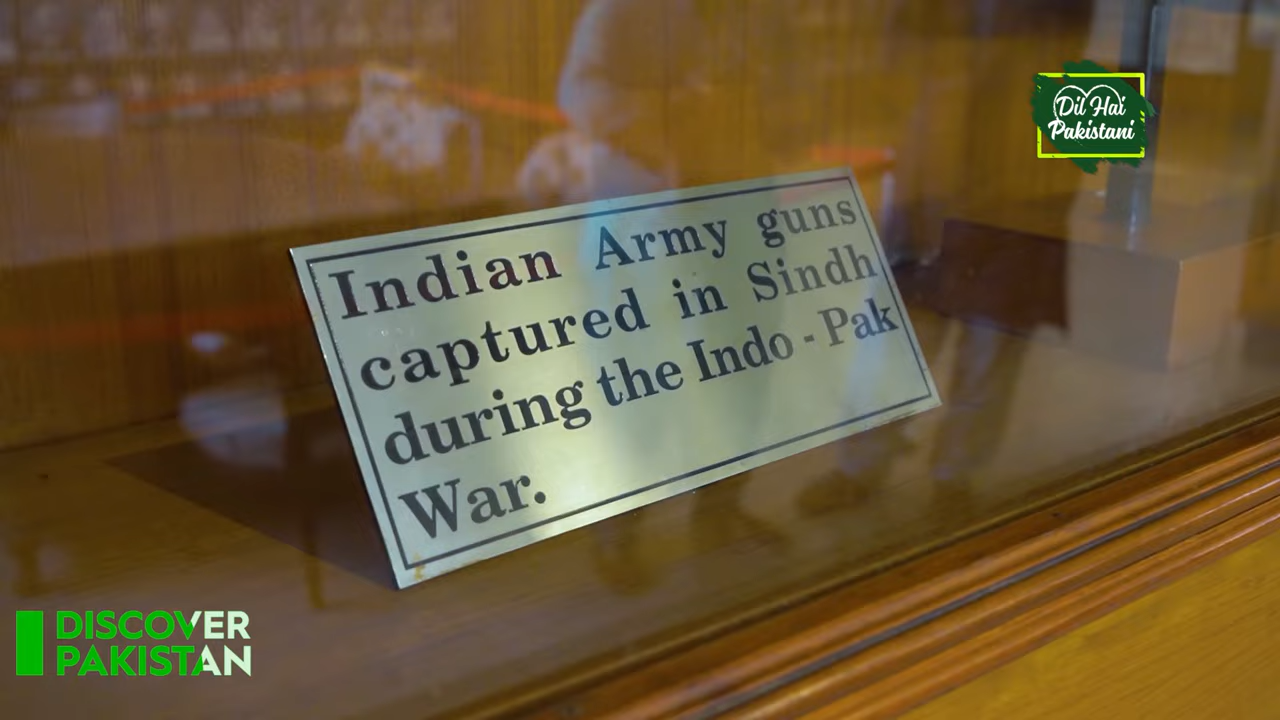 Dil Hai
Pakistani
Indian Army guns
captured in Sindh
during the Indo - Pak
War.
DISCOVER
PAKISTAN